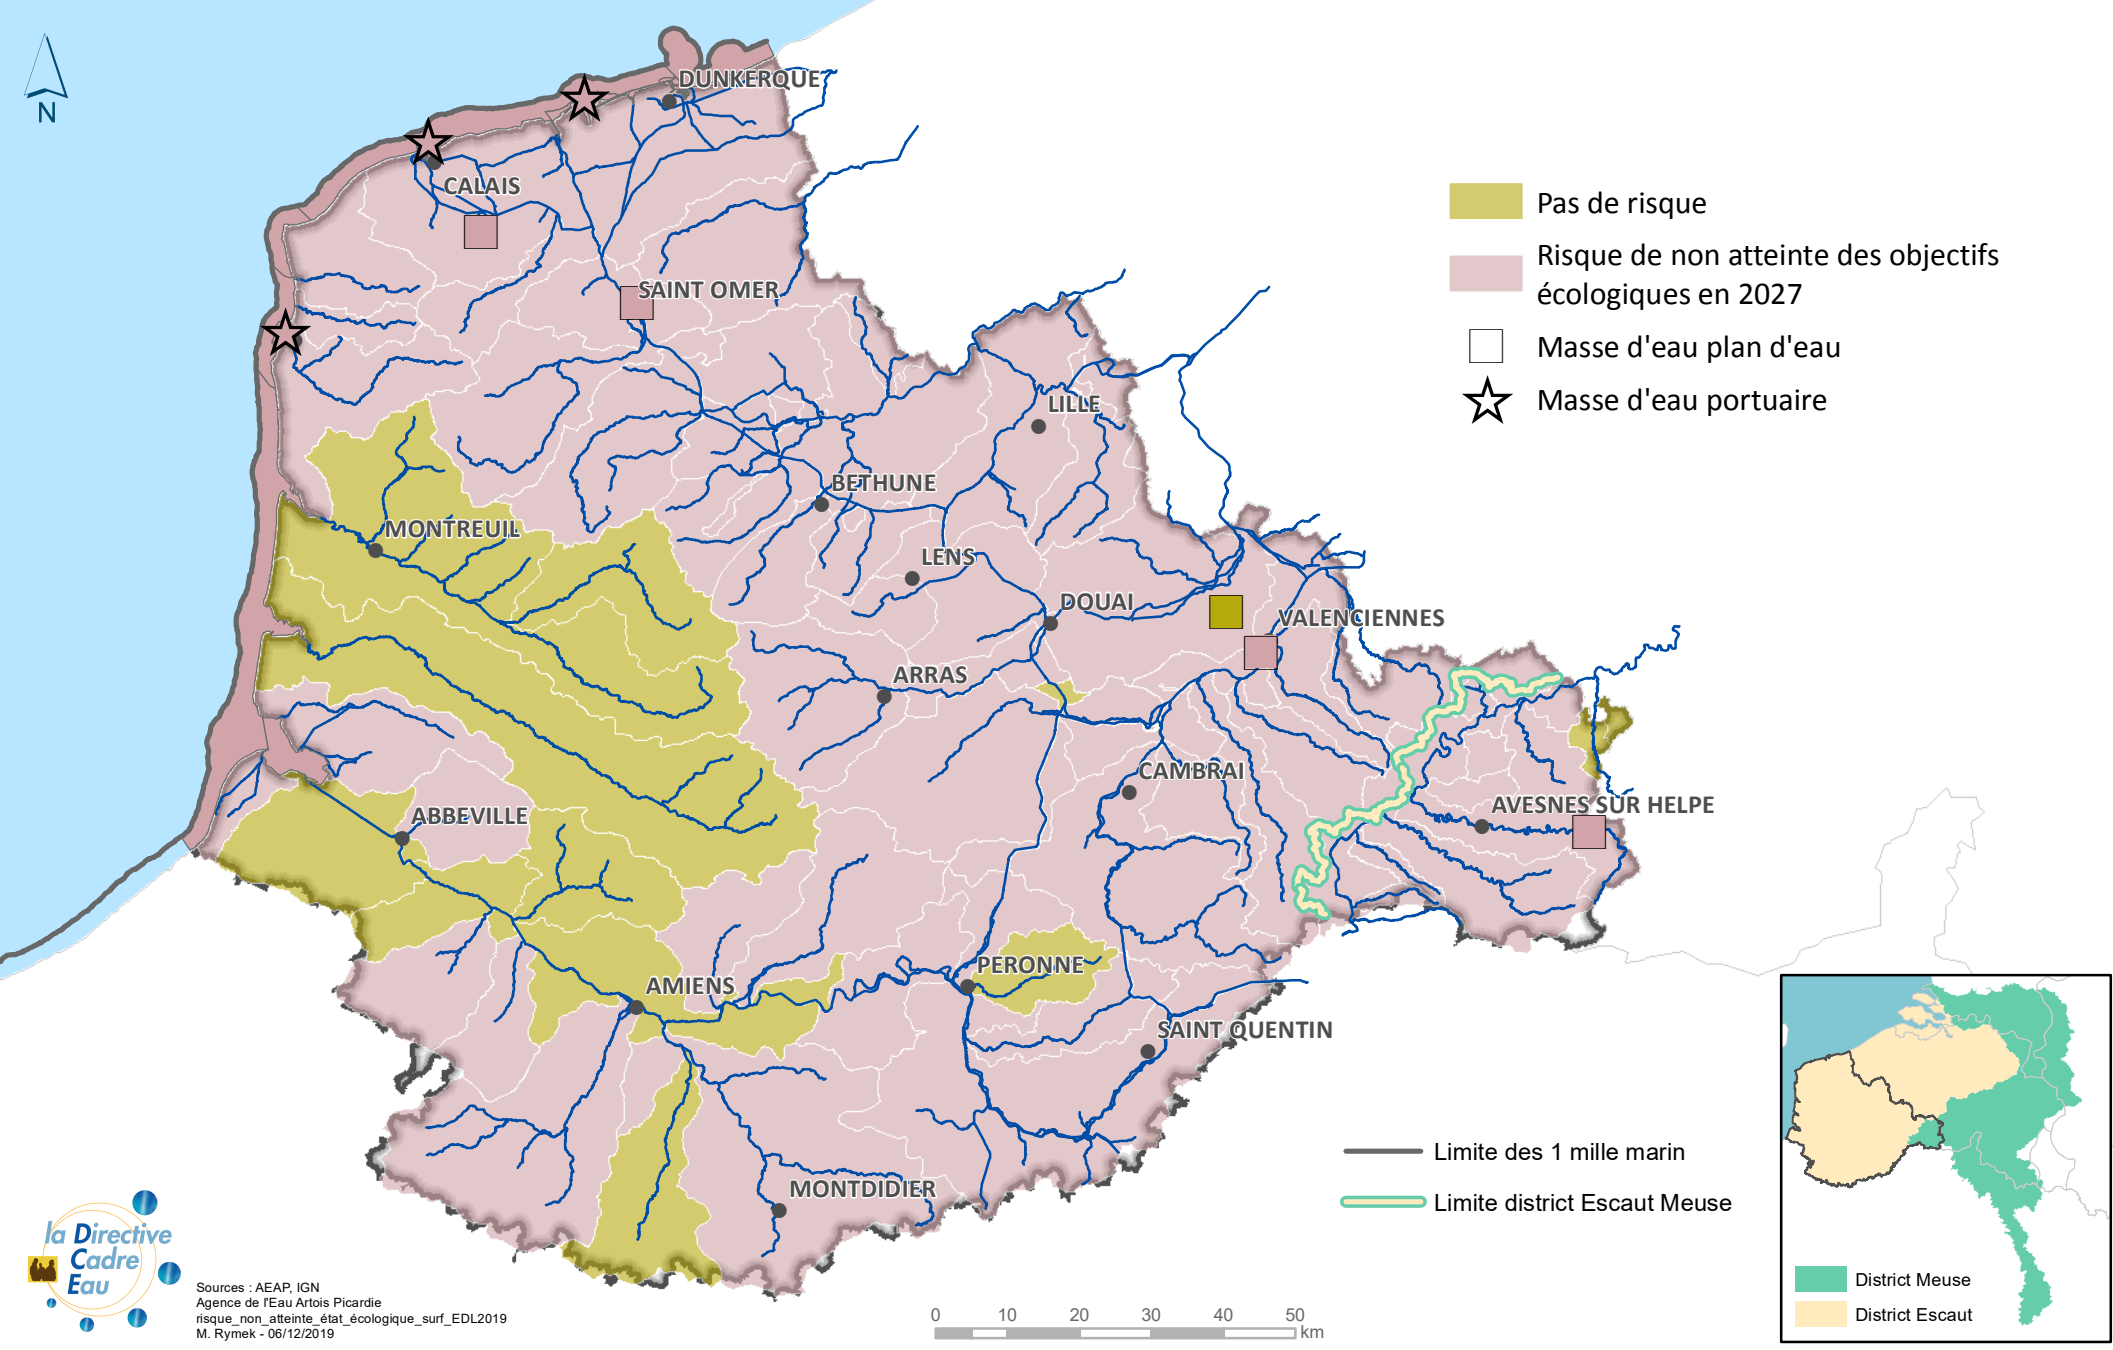 N
DUNKERQUE
CALAIS
SAINT OMER
LILLE
BETHUNE
MONTREUIL
LENS
DOUAI
VALENCIENNES
ARRAS
CAMBRAI
AVESNES SUR HELPE
ABBEVILLE
PERONNE
AMIENS
SAINT QUENTIN
MONTDIDIER
Pas de risque
Risque de non atteinte des objectifs
écologiques en 2027
Masse d'eau plan d'eau
Masse d'eau portuaire
Limite des 1 mille marin
Limite district Escaut Meuse
District Meuse
District Escaut
la Directive
Cadre
Eau
Sources : AEAP, IGN
Agence de l'Eau Artois Picardie
risque_non_atteinte_état_écologique_surf_EDL2019
M. Rymek - 06/12/2019
0 10 20 30 40 50
km